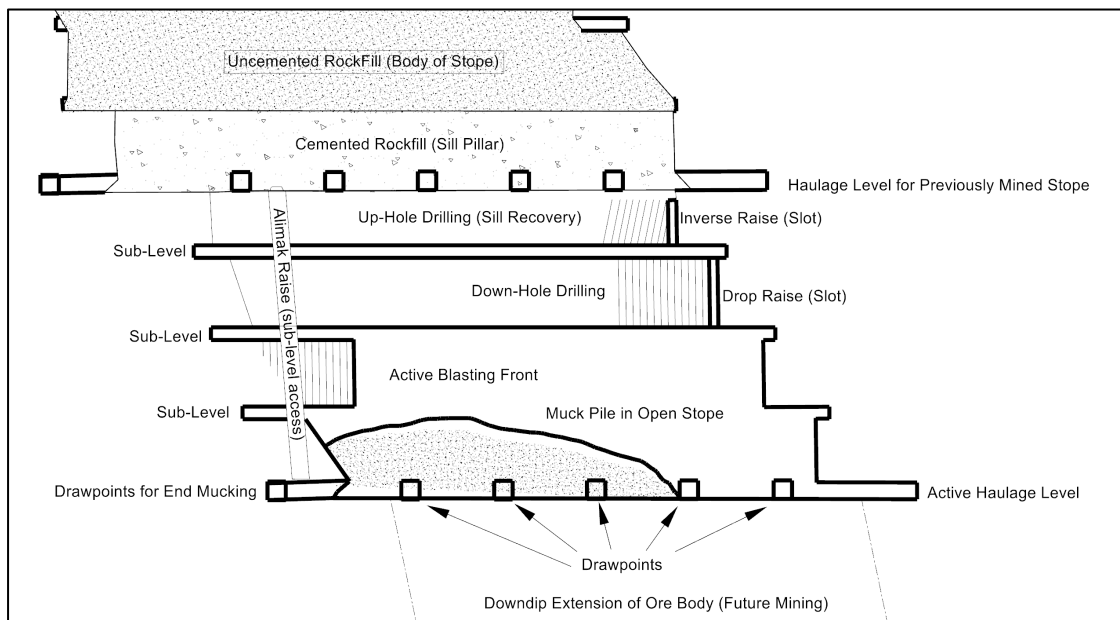 Uncemented RockFill (Body of Stope)
Cemented Rockfill (Sill Pillar)
Haulage Level for Previously Mined Stope
Up-Hole Drilling (Sill Recovery)
Inverse Raise (Slot)
Alimak Raise (sub-level access)
Sub-Level
Down-Hole Drilling
Drop Raise (Slot)
Sub-Level
Active Blasting Front
Sub-Level
Muck Pile in Open Stope
Drawpoints for End Mucking
Active Haulage Level
Drawpoints
Downdip Extension of Ore Body (Future Mining)